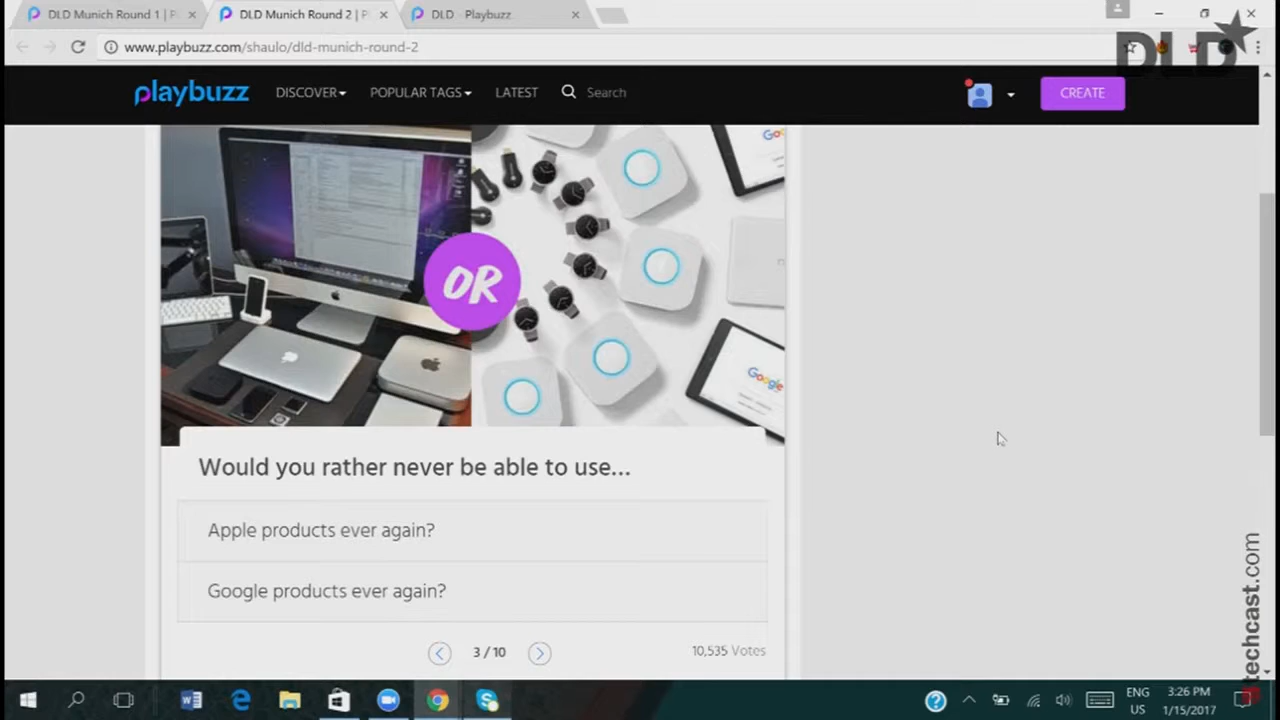 DLD Munich Round 1 | P
DLD Munich Round 2 | P
DLD - Playbuzz
www.playbuzz.com/shaulo/dld-munich-round-2
DLD
playbuzz
DISCOVER
POPULAR TAGS
LATEST
Search
CREATE
Goo
Google
OR
Would you rather never be able to use...
Apple products ever again?
Google products ever again?
3 / 10
10,535 Votes
techcast.com
ENG
US
3:26 PM
1/15/2017